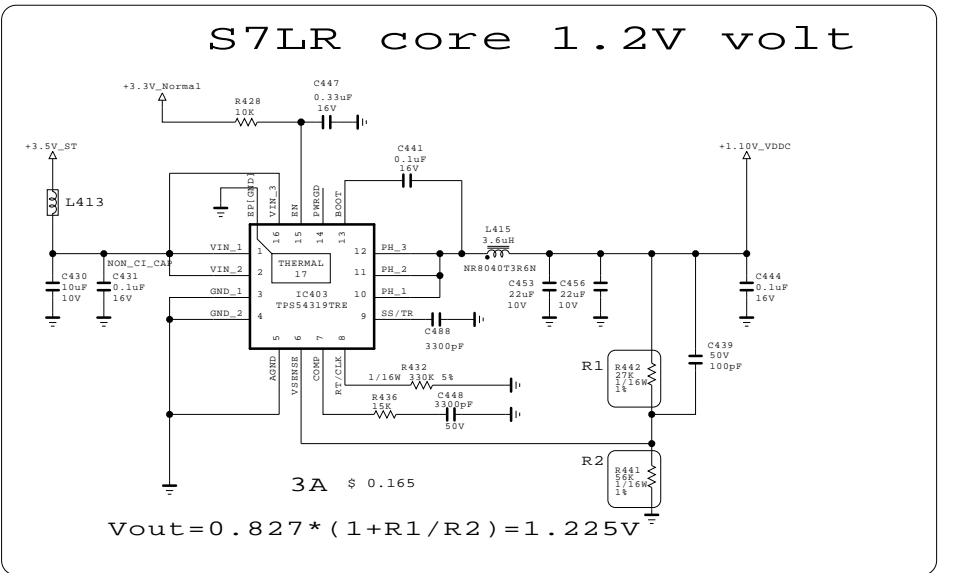 S7LR core 1.2V volt
+3.3V_Normal
R428
10K
C447
0.33uF
16V
+3.5V_ST
L413
C441
0.1uF
16V
+1.10V_VDDC
EP[GND]
VIN_3
EN
PWRGD
BOOT
16
15
14
13
L415
3.6uH
NR8040T3R6N
VIN_1
1
THERMAL
17
12
PH_3
NON_CI_CAP
VIN_2
2
11
PH_2
C430
10uF
10V
C431
0.1uF
16V
GND_1
3
IC403
TPS54319TRE
10
PH_1
GND_2
4
9
SS/TR
C453
22uF
10V
C456
22uF
10V
C444
0.1uF
16V
C488
3300pF
5
6
7
8
AGND
VSENSE
COMP
RT/CLK
R432
1/16W 330K 5%
R436
15K
C448
3300pF
50V
C439
50V
100pF
R1
R442
27K
1/16W
1%
R2
R441
56K
1/16W
1%
3A $ 0.165
Vout=0.827*(1+R1/R2)=1.225V